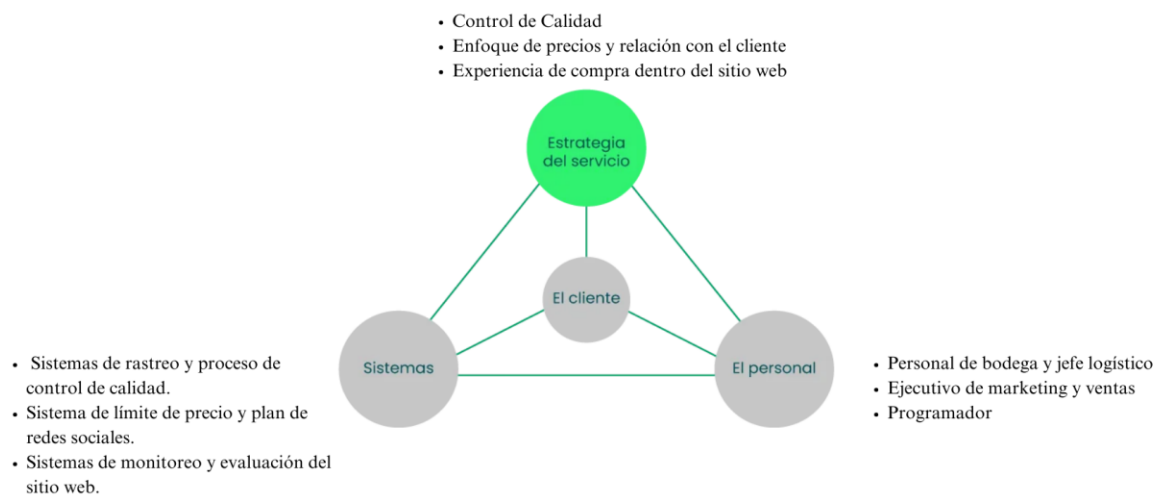 • Control de Calidad
• Enfoque de precios y relación con el cliente
• Experiencia de compra dentro del sitio web
Estrategia
del servicio
El cliente
Sistemas
El personal
• Sistemas de rastreo y proceso de
control de calidad.
• Sistema de límite de precio y plan de
redes sociales.
• Sistemas de monitoreo y evaluación del
sitio web.
• Personal de bodega y jefe logístico
• Ejecutivo de marketing y ventas
• Programador